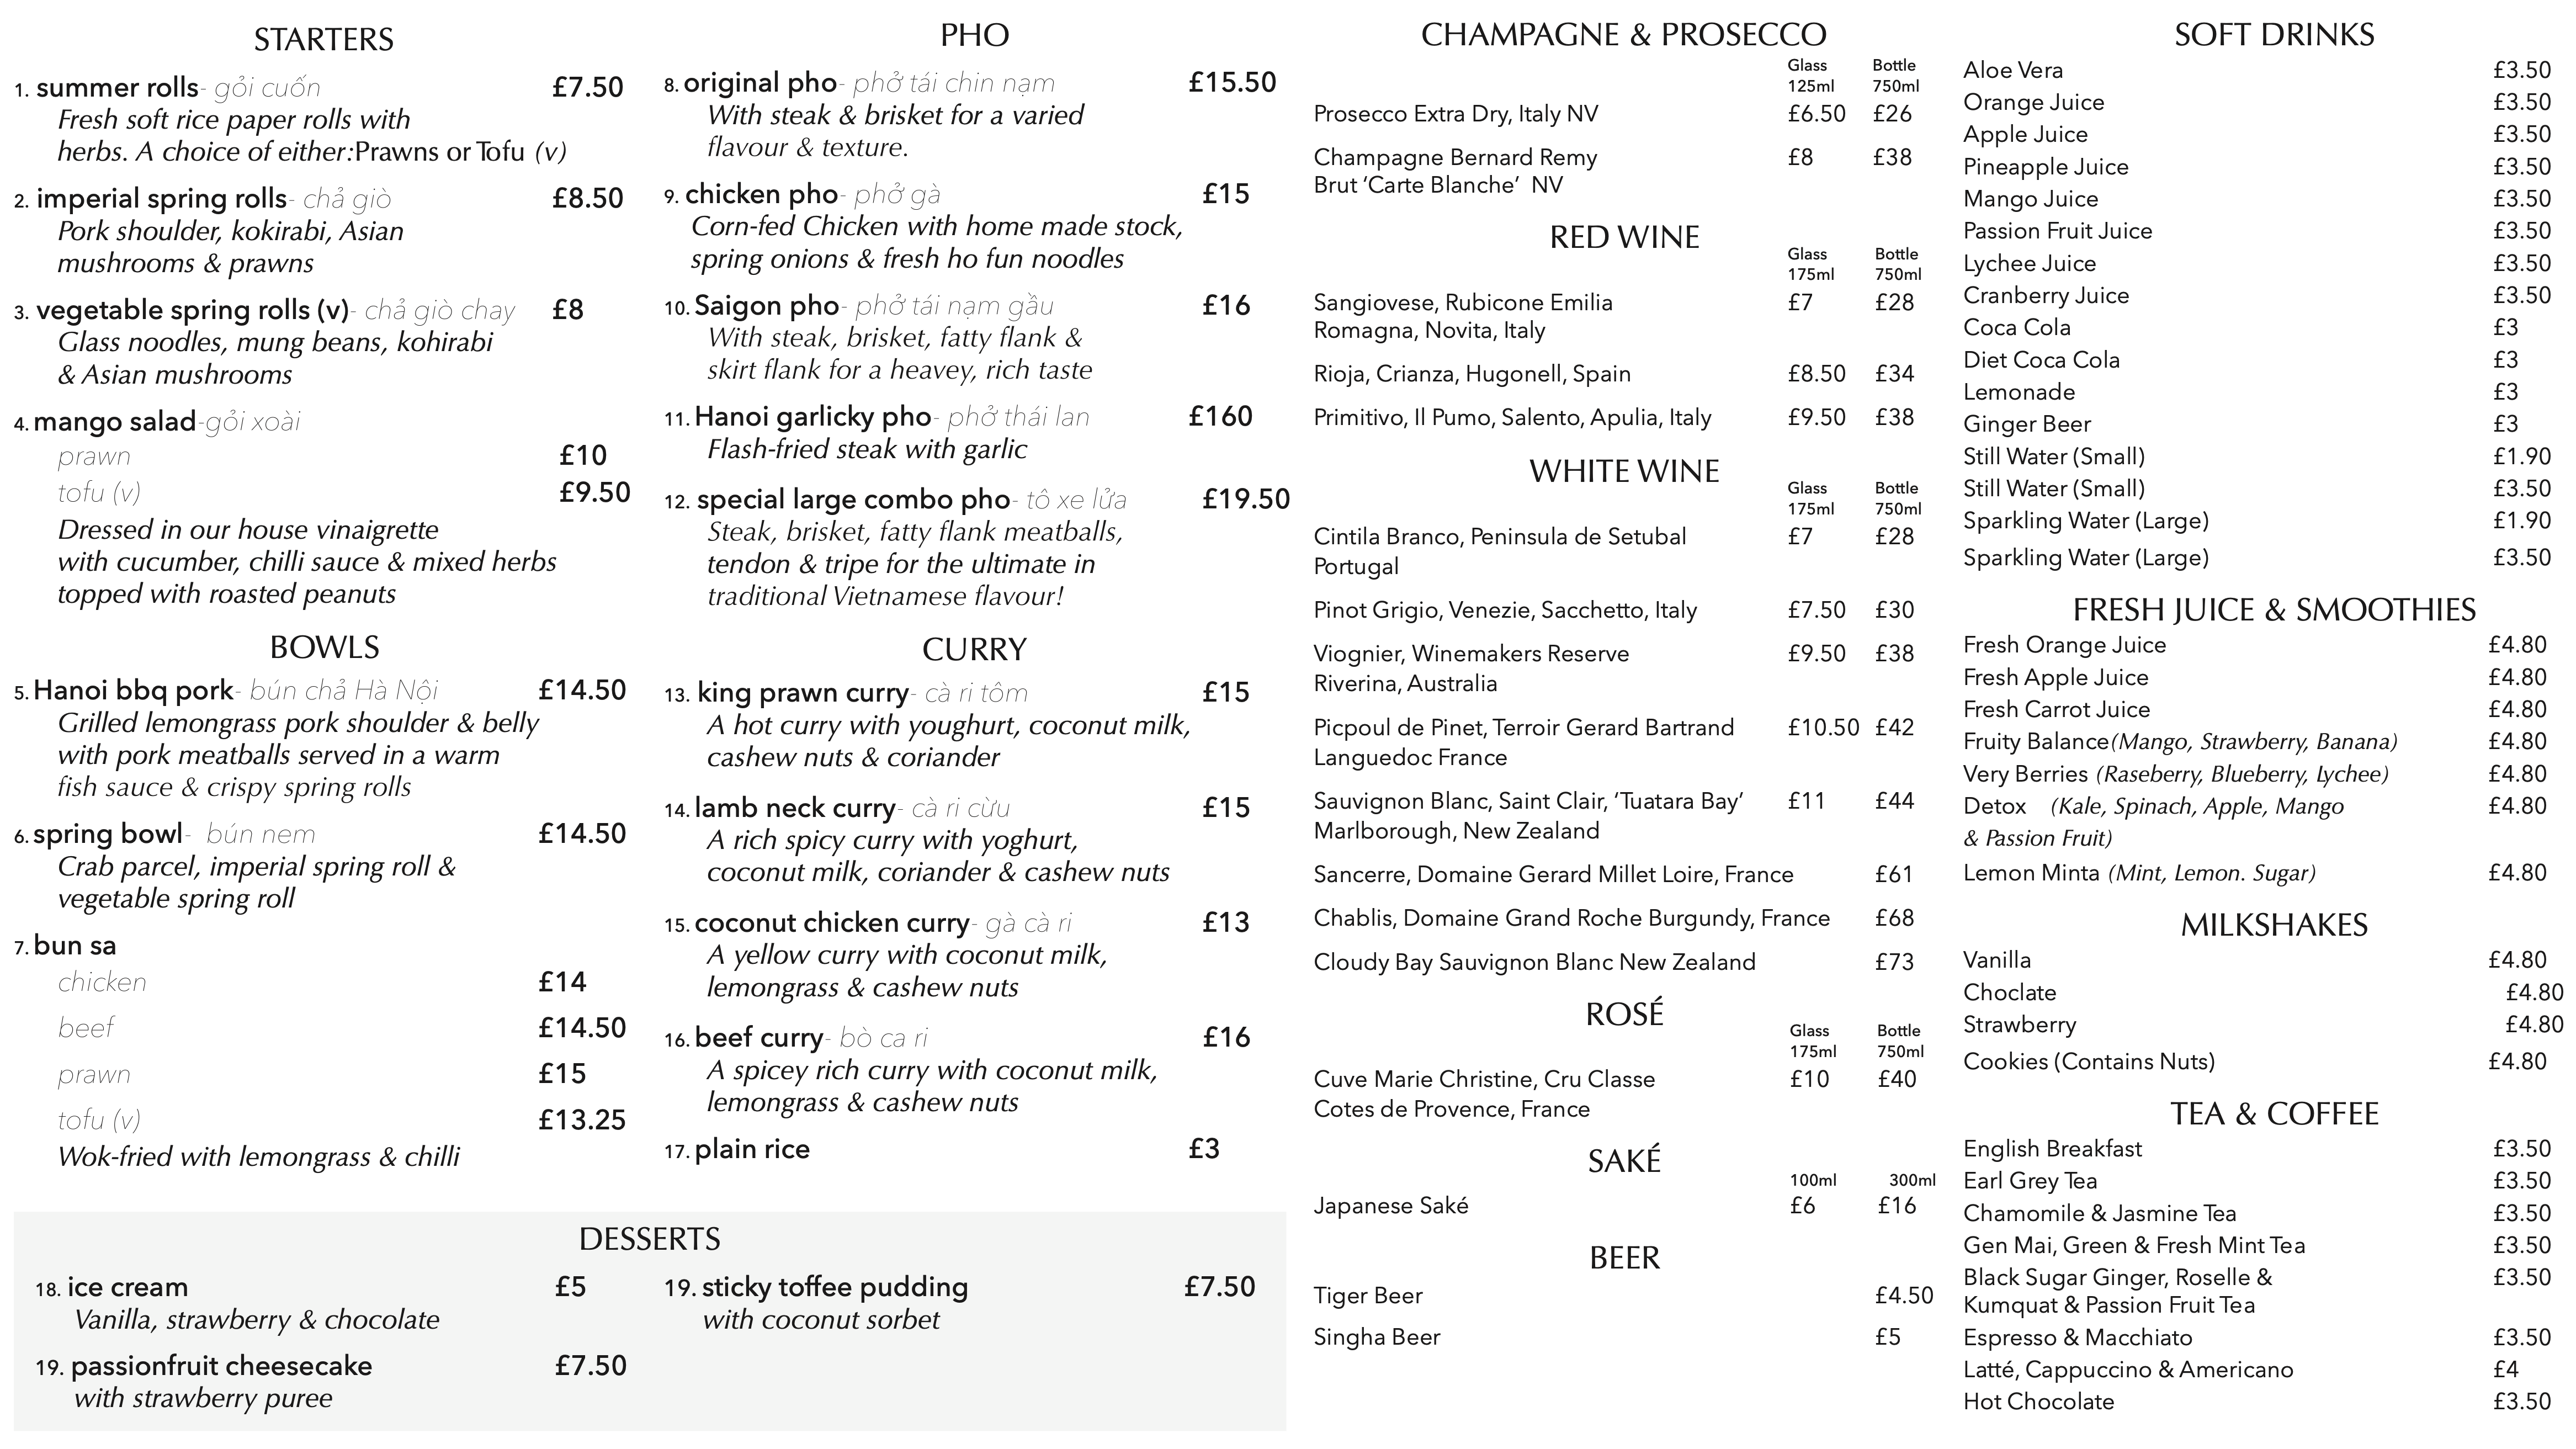 STARTERS
1. summer rolls- gỏi cuốn £7.50
Fresh soft rice paper rolls with
herbs. A choice of either:Prawns or Tofu (v)
2. imperial spring rolls- chả giò £8.50
Pork shoulder, kokirabi, Asian
mushrooms & prawns
3. vegetable spring rolls (v)- chả giò chay £8
Glass noodles, mung beans, kohirabi
& Asian mushrooms
4. mango salad-gỏi xoài
prawn £10
tofu (v) £9.50
Dressed in our house vinaigrette
with cucumber, chilli sauce & mixed herbs
topped with roasted peanuts
BOWLS
5. Hanoi bbq pork- bún chả Hà Nội £14.50
Grilled lemongrass pork shoulder & belly
with pork meatballs served in a warm
fish sauce & crispy spring rolls
6. spring bowl- bún nem £14.50
Crab parcel, imperial spring roll &
vegetable spring roll
7. bun sa
chicken £14
beef £14.50
prawn £15
tofu (v) £13.25
Wok-fried with lemongrass & chilli
PHO
8. original pho- phở tái chin nạm £15.50
With steak & brisket for a varied
flavour & texture.
9. chicken pho- phở gà £15
Corn-fed Chicken with home made stock,
spring onions & fresh ho fun noodles
10. Saigon pho- phở tái nạm gầu £16
With steak, brisket, fatty flank &
skirt flank for a heavey, rich taste
11. Hanoi garlicky pho- phở thái lan £160
Flash-fried steak with garlic
12. special large combo pho- tô xe lửa £19.50
Steak, brisket, fatty flank meatballs,
tendon & tripe for the ultimate in
traditional Vietnamese flavour!
CURRY
13. king prawn curry- cà ri tôm £15
A hot curry with youghurt, coconut milk,
cashew nuts & coriander
14. lamb neck curry- cà ri cừu £15
A rich spicy curry with yoghurt,
coconut milk, coriander & cashew nuts
15. coconut chicken curry- gà cà ri £13
A yellow curry with coconut milk,
lemongrass & cashew nuts
16. beef curry- bò ca ri £16
A spicey rich curry with coconut milk,
lemongrass & cashew nuts
17. plain rice £3
DESSERTS
18. ice cream £5
Vanilla, strawberry & chocolate
19. passionfruit cheesecake £7.50
with strawberry puree
19. sticky toffee pudding £7.50
with coconut sorbet
CHAMPAGNE & PROSECCO
Glass Bottle
125ml 750ml
Prosecco Extra Dry, Italy NV £6.50 £26
Champagne Bernard Remy £8 £38
Brut ‘Carte Blanche’ NV
RED WINE
Glass Bottle
175ml 750ml
Sangiovese, Rubicone Emilia £7 £28
Romagna, Novita, Italy
Rioja, Crianza, Hugonell, Spain £8.50 £34
Primitivo, Il Pumo, Salento, Apulia, Italy £9.50 £38
WHITE WINE
Glass Bottle
175ml 750ml
Cintila Branco, Peninsula de Setubal £7 £28
Portugal
Pinot Grigio, Venezie, Sacchetto, Italy £7.50 £30
Viognier, Winemakers Reserve £9.50 £38
Riverina, Australia
Picpoul de Pinet, Terroir Gerard Bartrand £10.50 £42
Languedoc France
Sauvignon Blanc, Saint Clair, ‘Tuatara Bay’ £11 £44
Marlborough, New Zealand
Sancerre, Domaine Gerard Millet Loire, France £61
Chablis, Domaine Grand Roche Burgundy, France £68
Cloudy Bay Sauvignon Blanc New Zealand £73
ROSÉ
Glass Bottle
175ml 750ml
Cuve Marie Christine, Cru Classe £10 £40
Cotes de Provence, France
SAKÉ
100ml 300ml
Japanese Saké £6 £16
BEER
Tiger Beer £4.50
Singha Beer £5
SOFT DRINKS
Aloe Vera £3.50
Orange Juice £3.50
Apple Juice £3.50
Pineapple Juice £3.50
Mango Juice £3.50
Passion Fruit Juice £3.50
Lychee Juice £3.50
Cranberry Juice £3.50
Coca Cola £3
Diet Coca Cola £3
Lemonade £3
Ginger Beer £3
Still Water (Small) £1.90
Still Water (Small) £3.50
Sparkling Water (Large) £1.90
Sparkling Water (Large) £3.50
FRESH JUICE & SMOOTHIES
Fresh Orange Juice £4.80
Fresh Apple Juice £4.80
Fresh Carrot Juice £4.80
Fruity Balance(Mango, Strawberry, Banana) £4.80
Very Berries (Raseberry, Blueberry, Lychee) £4.80
Detox (Kale, Spinach, Apple, Mango £4.80
& Passion Fruit)
Lemon Minta (Mint, Lemon. Sugar) £4.80
MILKSHAKES
Vanilla £4.80
Choclate £4.80
Strawberry £4.80
Cookies (Contains Nuts) £4.80
TEA & COFFEE
English Breakfast £3.50
Earl Grey Tea £3.50
Chamomile & Jasmine Tea £3.50
Gen Mai, Green & Fresh Mint Tea £3.50
Black Sugar Ginger, Roselle & £3.50
Kumquat & Passion Fruit Tea
Espresso & Macchiato £3.50
Latté, Cappuccino & Americano £4
Hot Chocolate £3.50